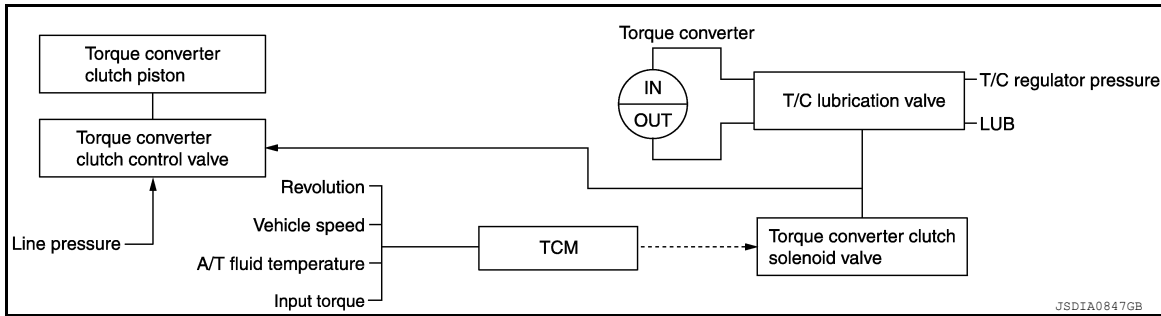 Torque converter
clutch piston
Torque converter
IN
OUT
T/C lubrication valve
T/C regulator pressure
LUB
Torque converter
clutch control valve
Revolution
Vehicle speed
Line pressure
A/T fluid temperature
Input torque
TCM
Torque converter clutch
solenoid valve
JSDIA0847GB